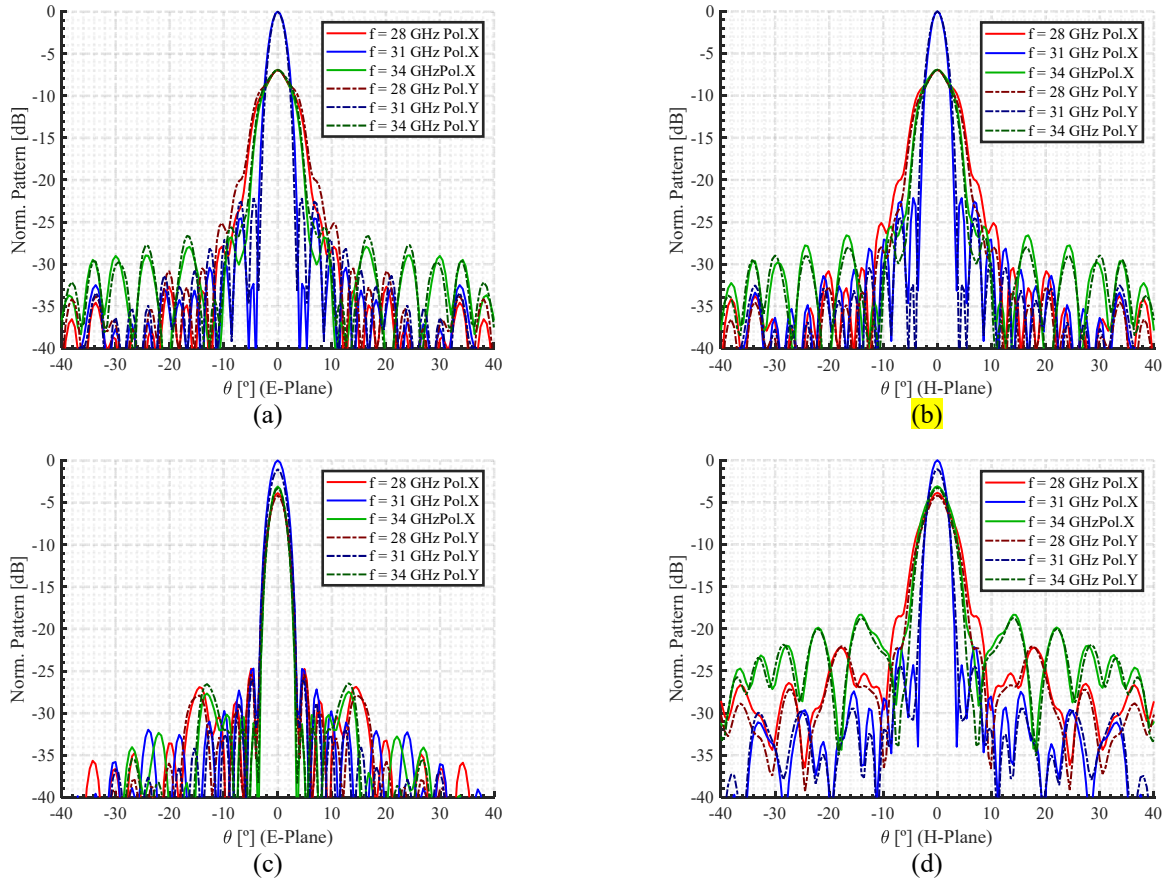 0
-5
-10
-15
-20
-25
-30
-35
-40
Norm. Pattern [dB]
f = 28 GHz Pol.X
f = 31 GHz Pol.X
f = 34 GHzPol.X
f = 28 GHz Pol.Y
f = 31 GHz Pol.Y
f = 34 GHz Pol.Y
-40 -30 -20 -10 0 10 20 30 40
θ [º] (E-Plane)
(a)
0
-5
-10
-15
-20
-25
-30
-35
-40
Norm. Pattern [dB]
f = 28 GHz Pol.X
f = 31 GHz Pol.X
f = 34 GHzPol.X
f = 28 GHz Pol.Y
f = 31 GHz Pol.Y
f = 34 GHz Pol.Y
-40 -30 -20 -10 0 10 20 30 40
θ [º] (H-Plane)
(b)
0
-5
-10
-15
-20
-25
-30
-35
-40
Norm. Pattern [dB]
f = 28 GHz Pol.X
f = 31 GHz Pol.X
f = 34 GHzPol.X
f = 28 GHz Pol.Y
f = 31 GHz Pol.Y
f = 34 GHz Pol.Y
-40 -30 -20 -10 0 10 20 30 40
θ [º] (E-Plane)
(c)
0
-5
-10
-15
-20
-25
-30
-35
-40
Norm. Pattern [dB]
f = 28 GHz Pol.X
f = 31 GHz Pol.X
f = 34 GHzPol.X
f = 28 GHz Pol.Y
f = 31 GHz Pol.Y
f = 34 GHz Pol.Y
-40 -30 -20 -10 0 10 20 30 40
θ [º] (H-Plane)
(d)